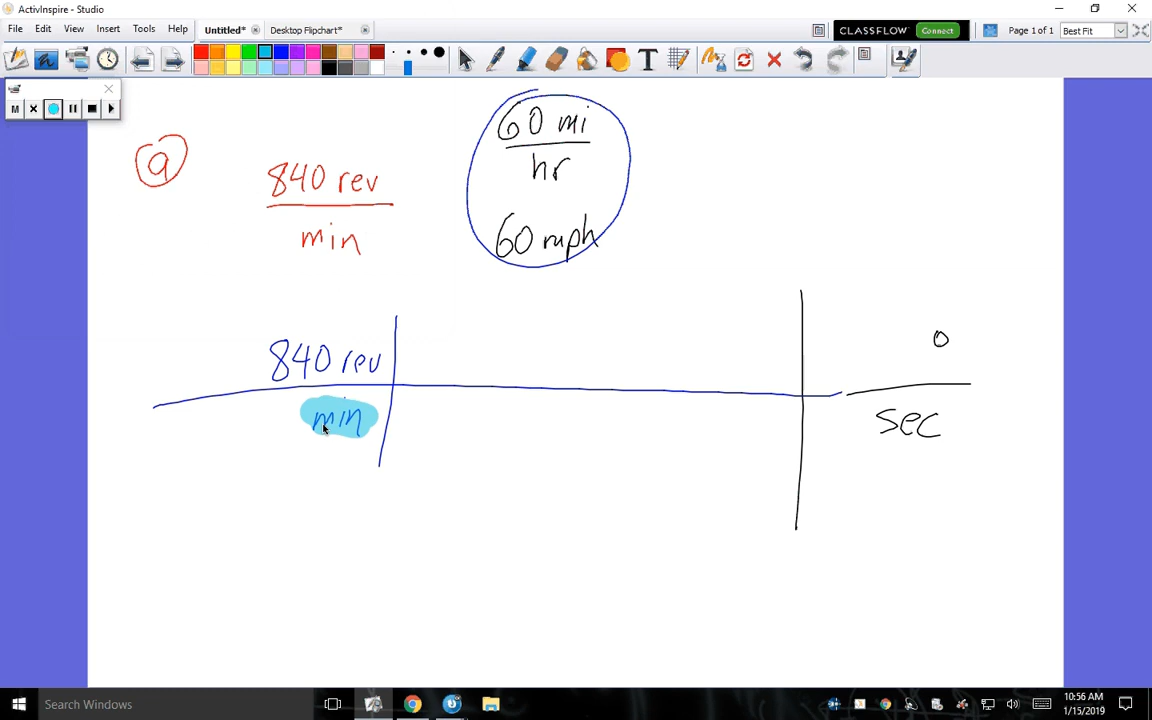 ActivInspire - Studio
File Edit View Insert Tools Help Untitled* Desktop Flipchart* CLASSFLOW Connect Page 1 of 1 Best Fit
M
a
840 rev
min
60 mi
hr
60 mph
840 rev
min
o
sec
Search Windows
10:56 AM
1/15/2019